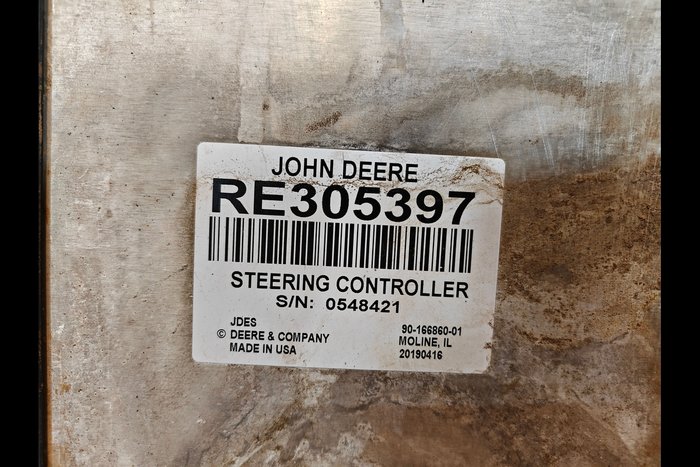 JOHN DEERE
RE305397
STEERING CONTROLLER
S/N: 0548421
JDES
© DEERE & COMPANY
MADE IN USA
90-166860-01
MOLINE, IL
20190416